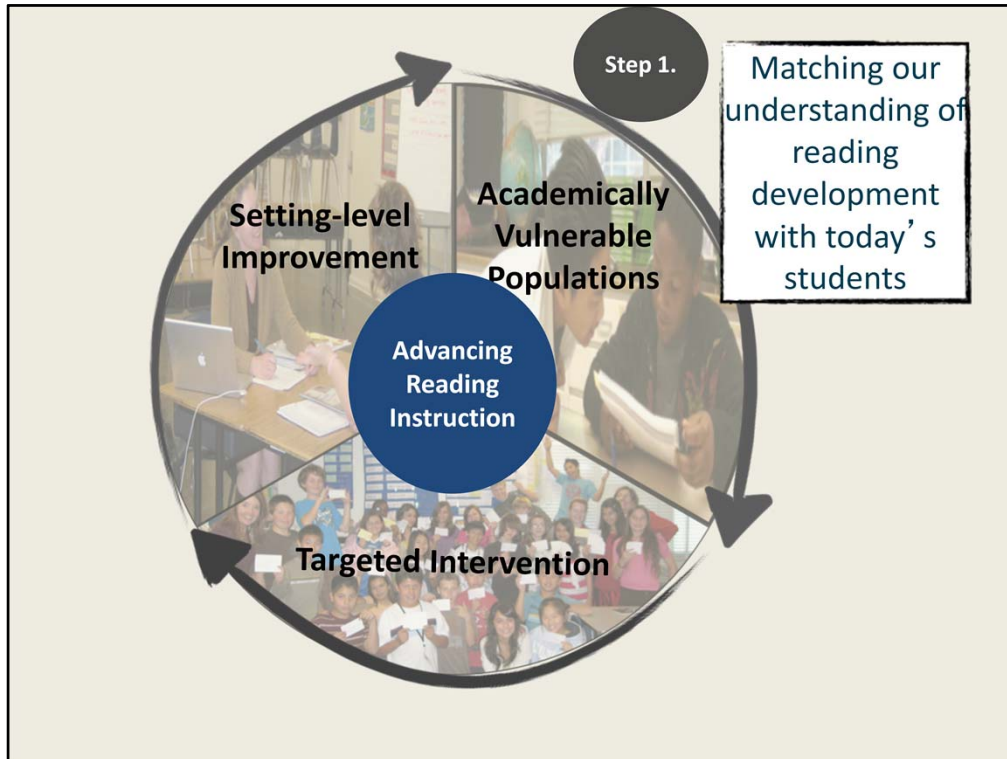 Step 1.
Matching our
understanding of
reading
development
with today’s
students
Setting-level
Improvement
Academically
Vulnerable
Populations
Advancing
Reading
Instruction
Targeted Intervention